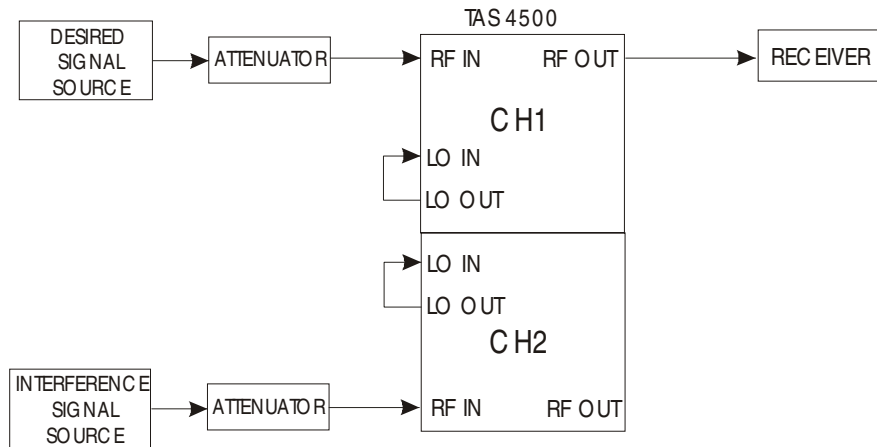 TAS 4500
DESIRED
SIGNAL
SOURCE
ATTENUATOR
RF IN
RF OUT
RECEIVER
CH1
LO IN
LO OUT
LO IN
LO OUT
CH2
INTERFERENCE
SIGNAL
SOURCE
ATTENUATOR
RF IN
RF OUT